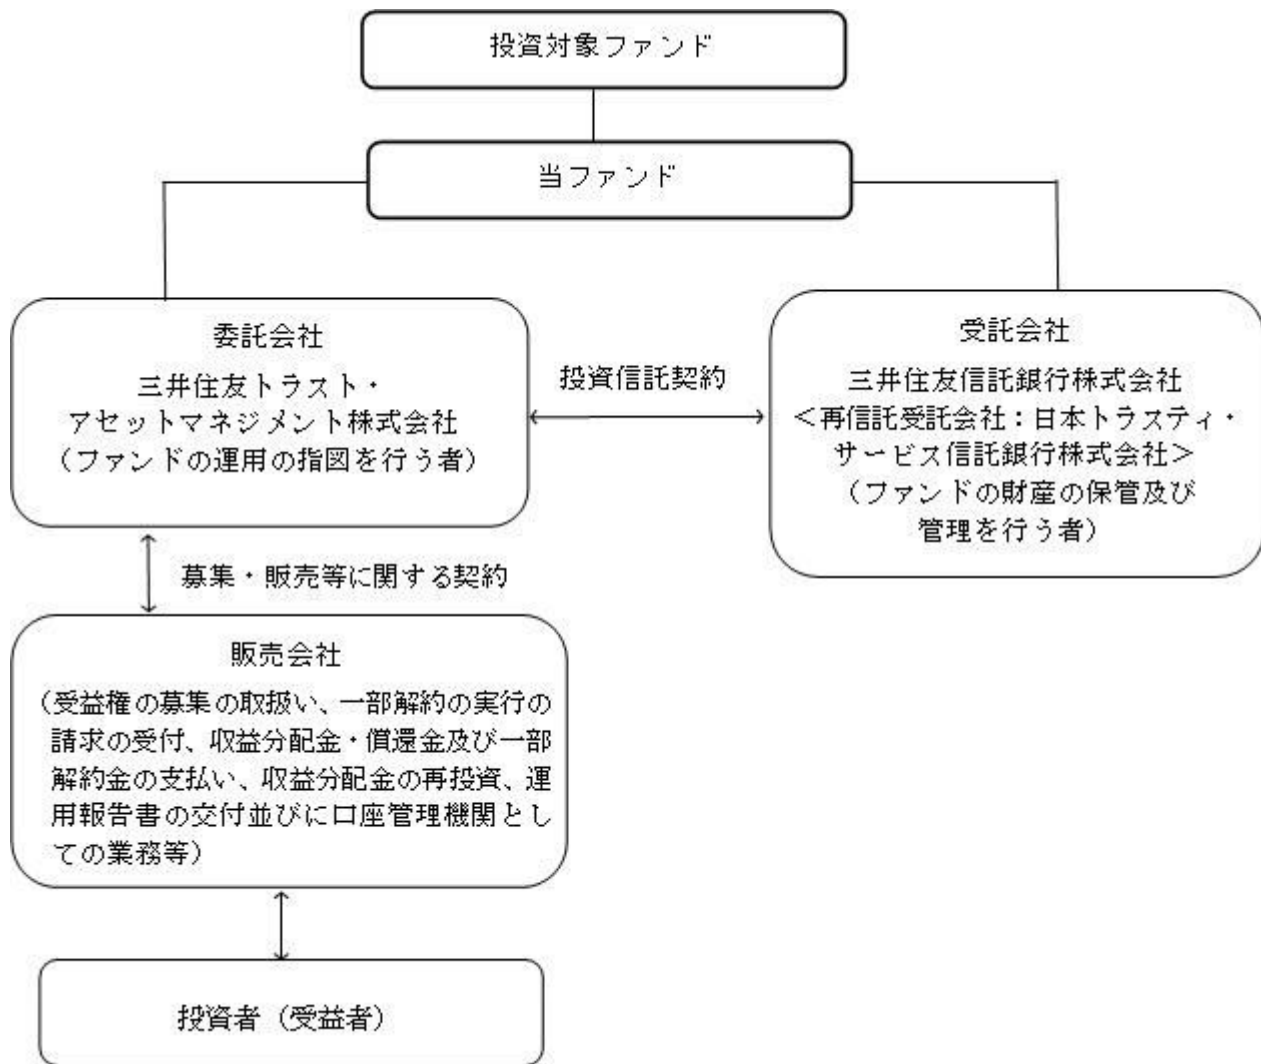 投資対象ファンド
当ファンド
委託会社
三井住友トラスト・
アセットマネジメント株式会社
（ファンドの運用の指図を行う者）
投資信託契約
受託会社
三井住友信託銀行株式会社
＜再信託受託会社：日本トラスティ・
サービス信託銀行株式会社＞
（ファンドの財産の保管及び
管理を行う者）
募集・販売等に関する契約
販売会社
（受益権の募集の取扱い、一部解約の実行の
請求の受付、収益分配金・償還金及び一部
解約金の支払い、収益分配金の再投資、運
用報告書の交付並びに口座管理機関とし
ての業務等）
投資者（受益者）